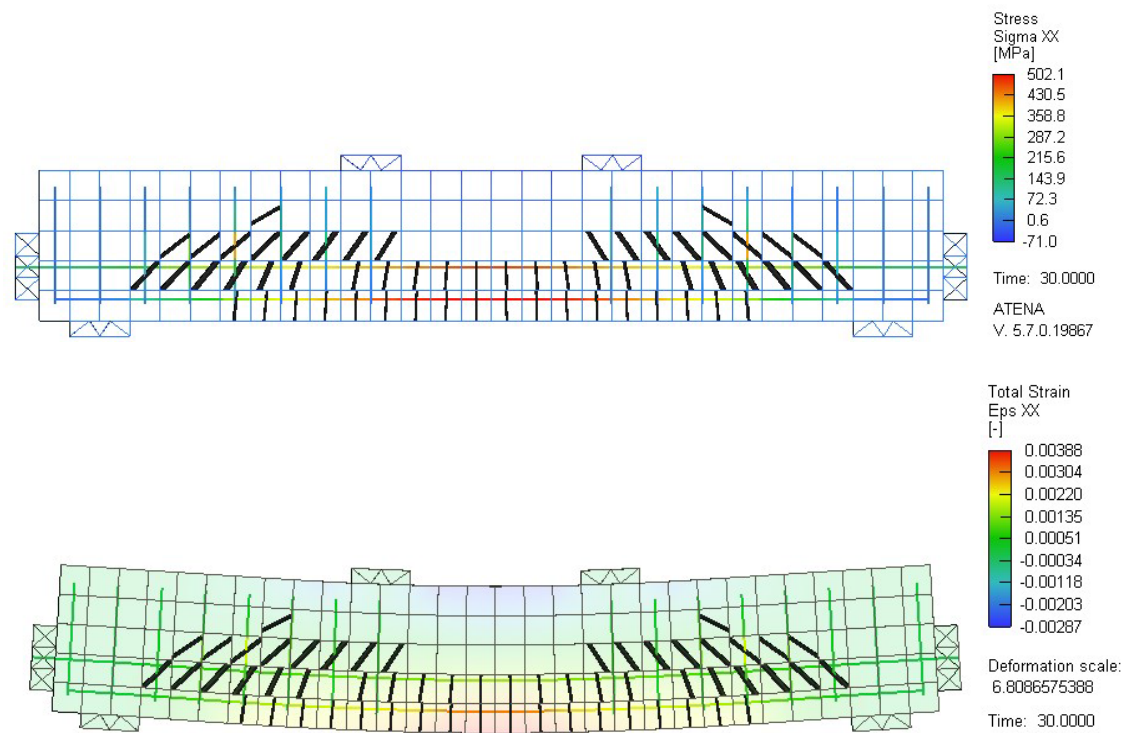 Stress
Sigma XX
[MPa]
502.1
430.5
358.8
287.2
215.6
143.9
72.3
0.6
-71.0
Time: 30.0000
ATENA
V. 5.7.0.19867
Total Strain
Eps XX
[-]
0.00388
0.00304
0.00220
0.00135
0.00051
-0.00034
-0.00118
-0.00203
-0.00287
Deformation scale:
6.8086575388
Time: 30.0000